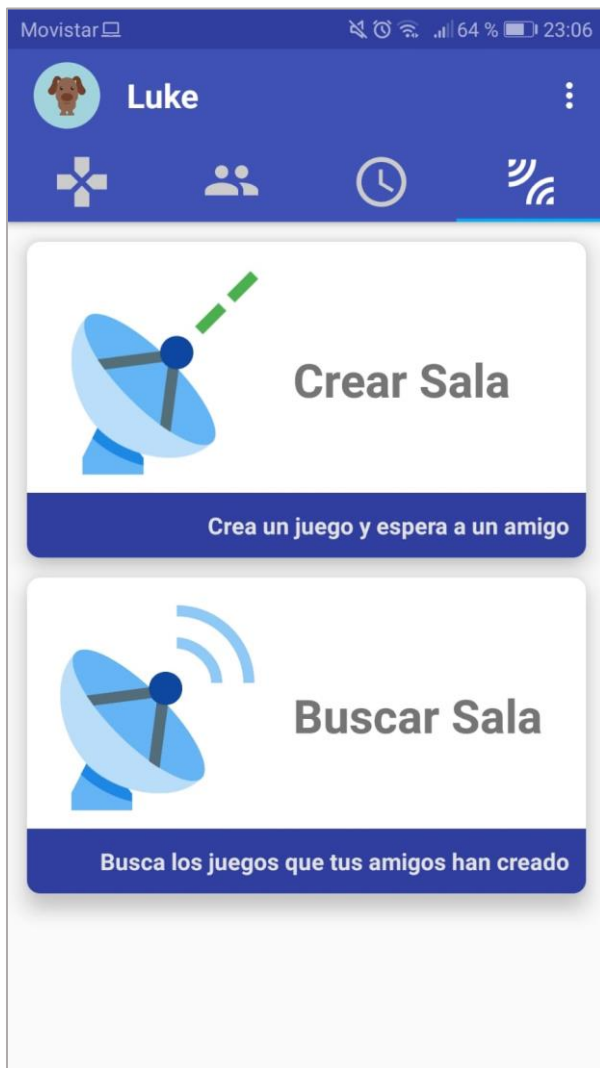 Movistar 64 % 23:06
Luke
Crear Sala
Crea un juego y espera a un amigo
Buscar Sala
Busca los juegos que tus amigos han creado